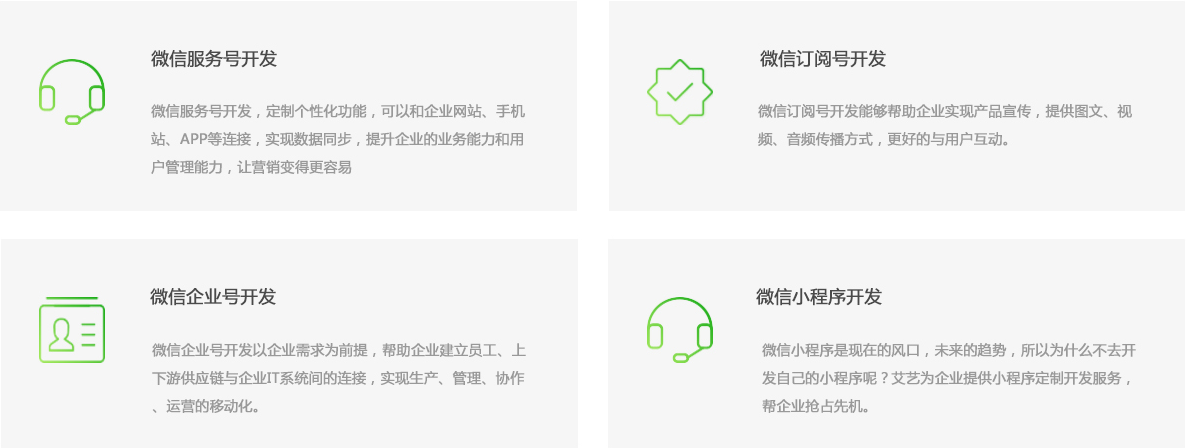 微信服务号开发
微信服务号开发，定制个性化功能，可以和企业网站、手机
站、APP等连接，实现数据同步，提升企业的业务能力和用
户管理能力，让营销变得更容易
微信订阅号开发
微信订阅号开发能够帮助企业实现产品宣传，提供图文、视
频、音频传播方式，更好的与用户互动。
微信企业号开发
微信企业号开发以企业需求为前提，帮助企业建立员工、上
下游供应链与企业IT系统间的连接，实现生产、管理、协作
、运营的移动化。
微信小程序开发
微信小程序是现在的风口，未来的趋势，所以为什么不去开
发自己的小程序呢？艾艺为企业提供小程序定制开发服务，
帮企业抢占先机。